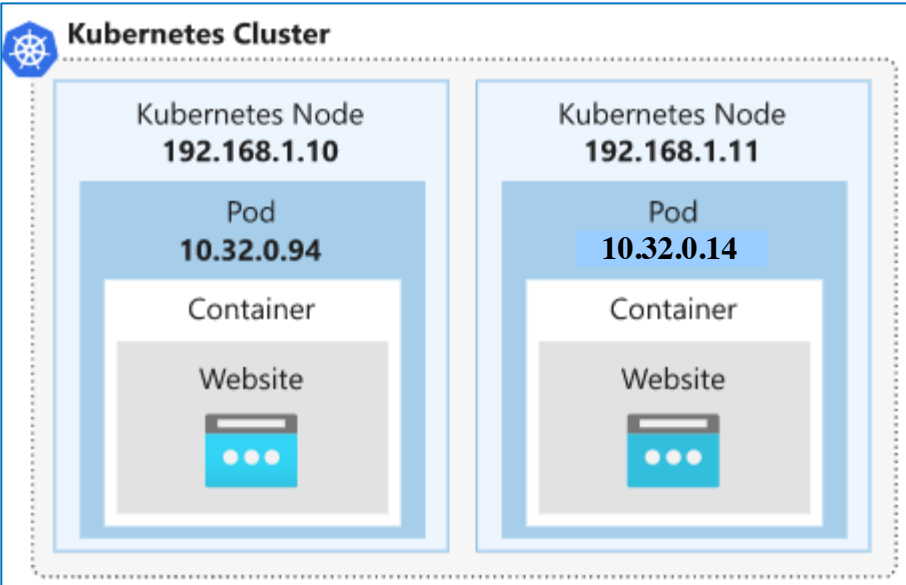 Kubernetes Cluster
Kubernetes Node
192.168.1.10
Pod
10.32.0.94
Container
Website
Kubernetes Node
192.168.1.11
Pod
10.32.0.14
Container
Website